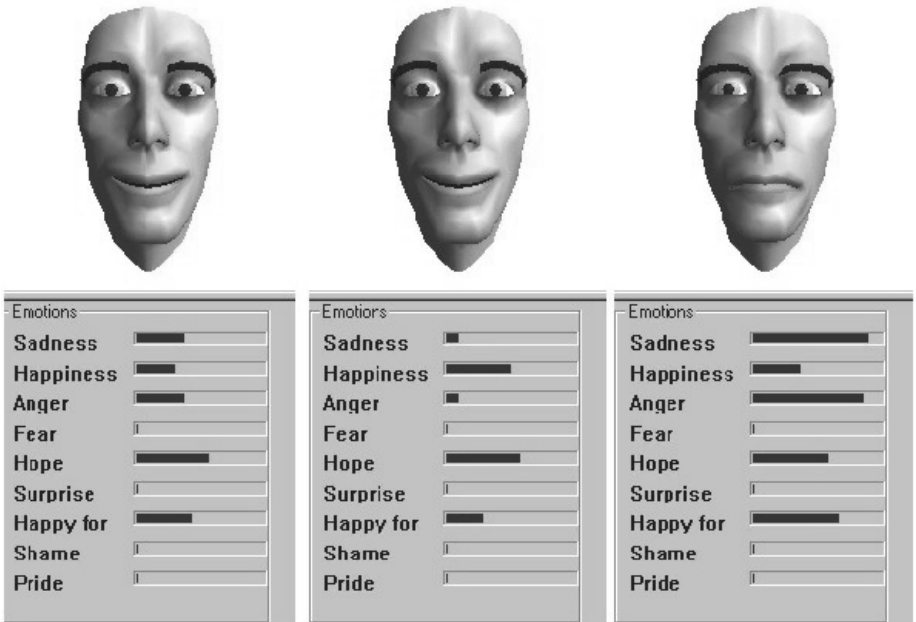 Emotions
Sadness
Happiness
Anger
Fear
Hope
Surprise
Happy for
Shame
Pride
Emotions
Sadness
Happiness
Anger
Fear
Hope
Surprise
Happy for
Shame
Pride
Emotions
Sadness
Happiness
Anger
Fear
Hope
Surprise
Happy for
Shame
Pride